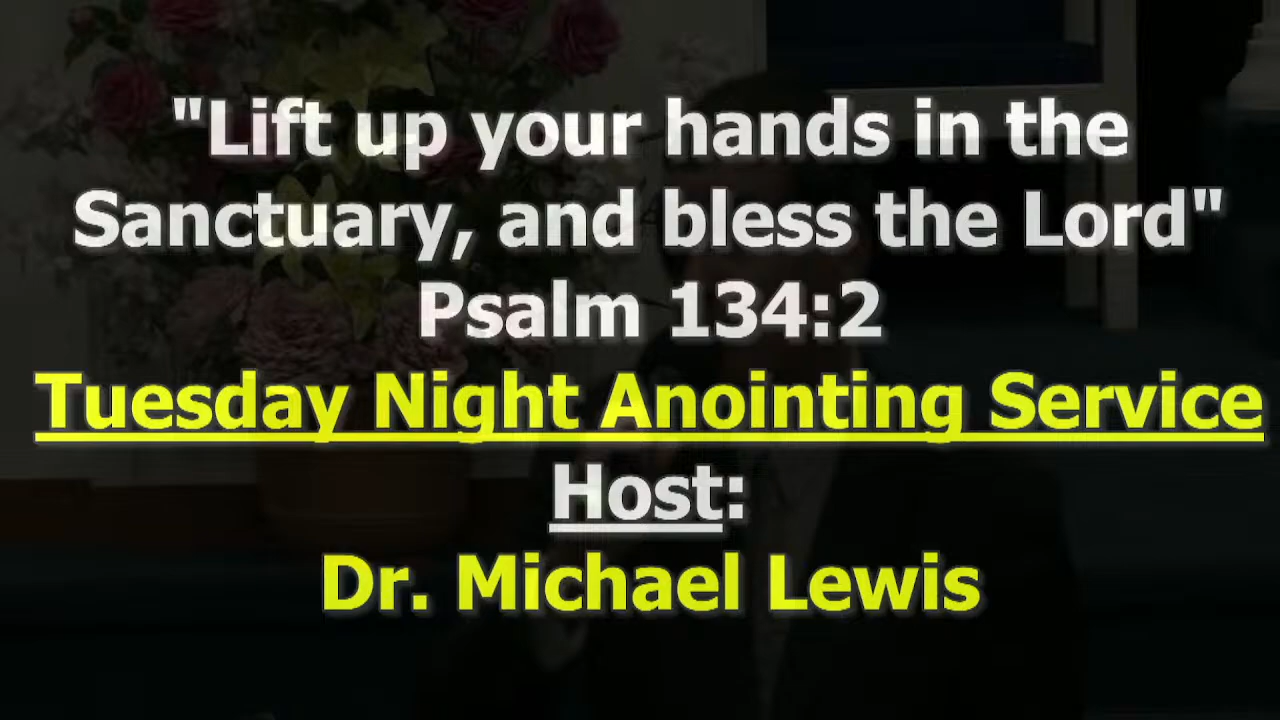 "Lift up your hands in the
Sanctuary, and bless the Lord"
Psalm 134:2
Tuesday Night Anointing Service
Host:
Dr. Michael Lewis